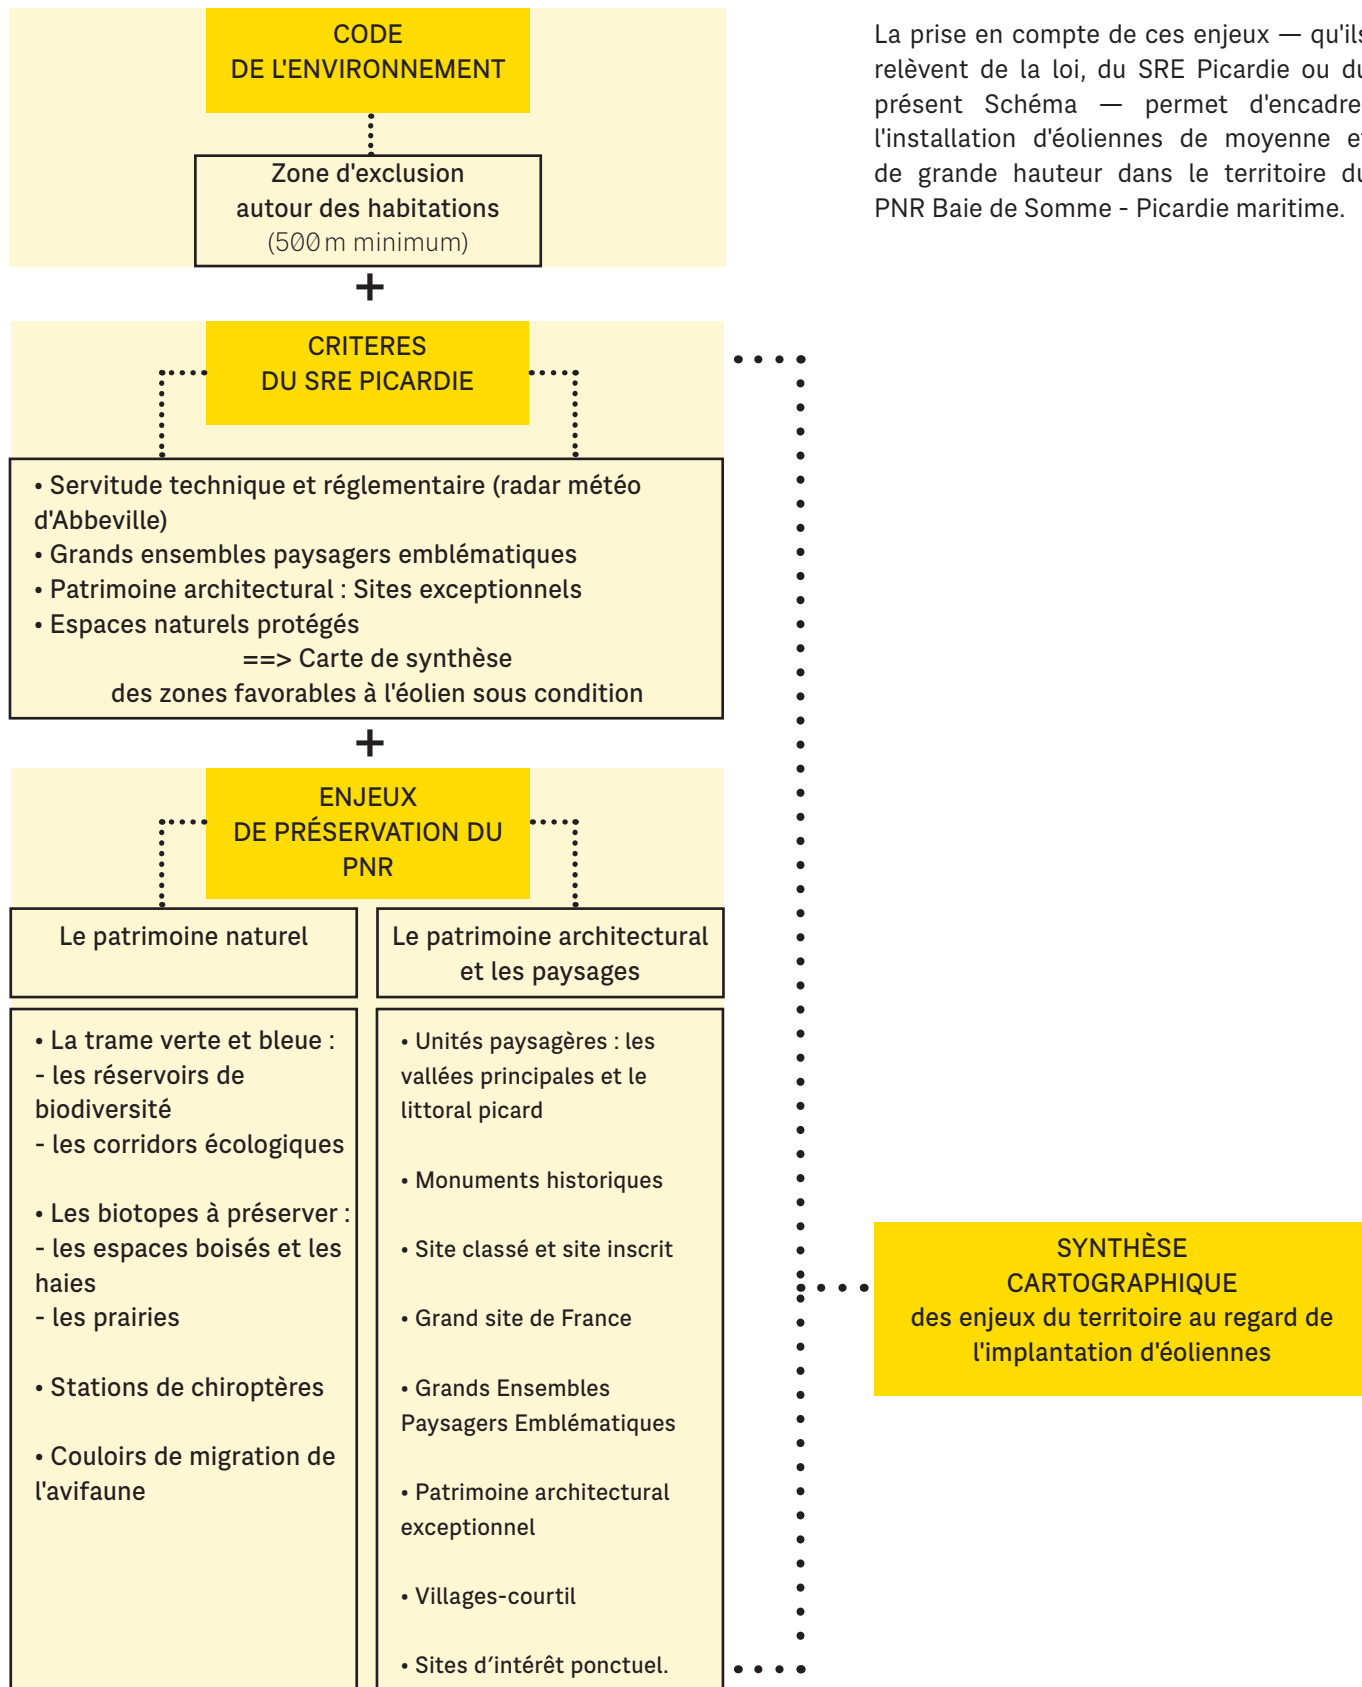 CODE
DE L'ENVIRONNEMENT
Zone d'exclusion
autour des habitations
(500 m minimum)
+
CRITERES
DU SRE PICARDIE
• Servitude technique et réglementaire (radar météo
d'Abbeville)
• Grands ensembles paysagers emblématiques
• Patrimoine architectural : Sites exceptionnels
• Espaces naturels protégés
==> Carte de synthèse
des zones favorables à l'éolien sous condition
+
ENJEUX
DE PRÉSERVATION DU
PNR
Le patrimoine naturel
• La trame verte et bleue :
- les réservoirs de
biodiversité
- les corridors écologiques
• Les biotopes à préserver :
- les espaces boisés et les
haies
- les prairies
• Stations de chiroptères
• Couloirs de migration de
l'avifaune
Le patrimoine architectural
et les paysages
• Unités paysagères : les
vallées principales et le
littoral picard
• Monuments historiques
• Site classé et site inscrit
• Grand site de France
• Grands Ensembles
Paysagers Emblématiques
• Patrimoine architectural
exceptionnel
• Villages-courtil
• Sites d’intérêt ponctuel.
La prise en compte de ces enjeux — qu'ils
relèvent de la loi, du SRE Picardie ou du
présent Schéma — permet d'encadre
l'installation d'éoliennes de moyenne et
de grande hauteur dans le territoire du
PNR Baie de Somme - Picardie maritime.
SYNTHÈSE
CARTOGRAPHIQUE
des enjeux du territoire au regard de
l'implantation d'éoliennes